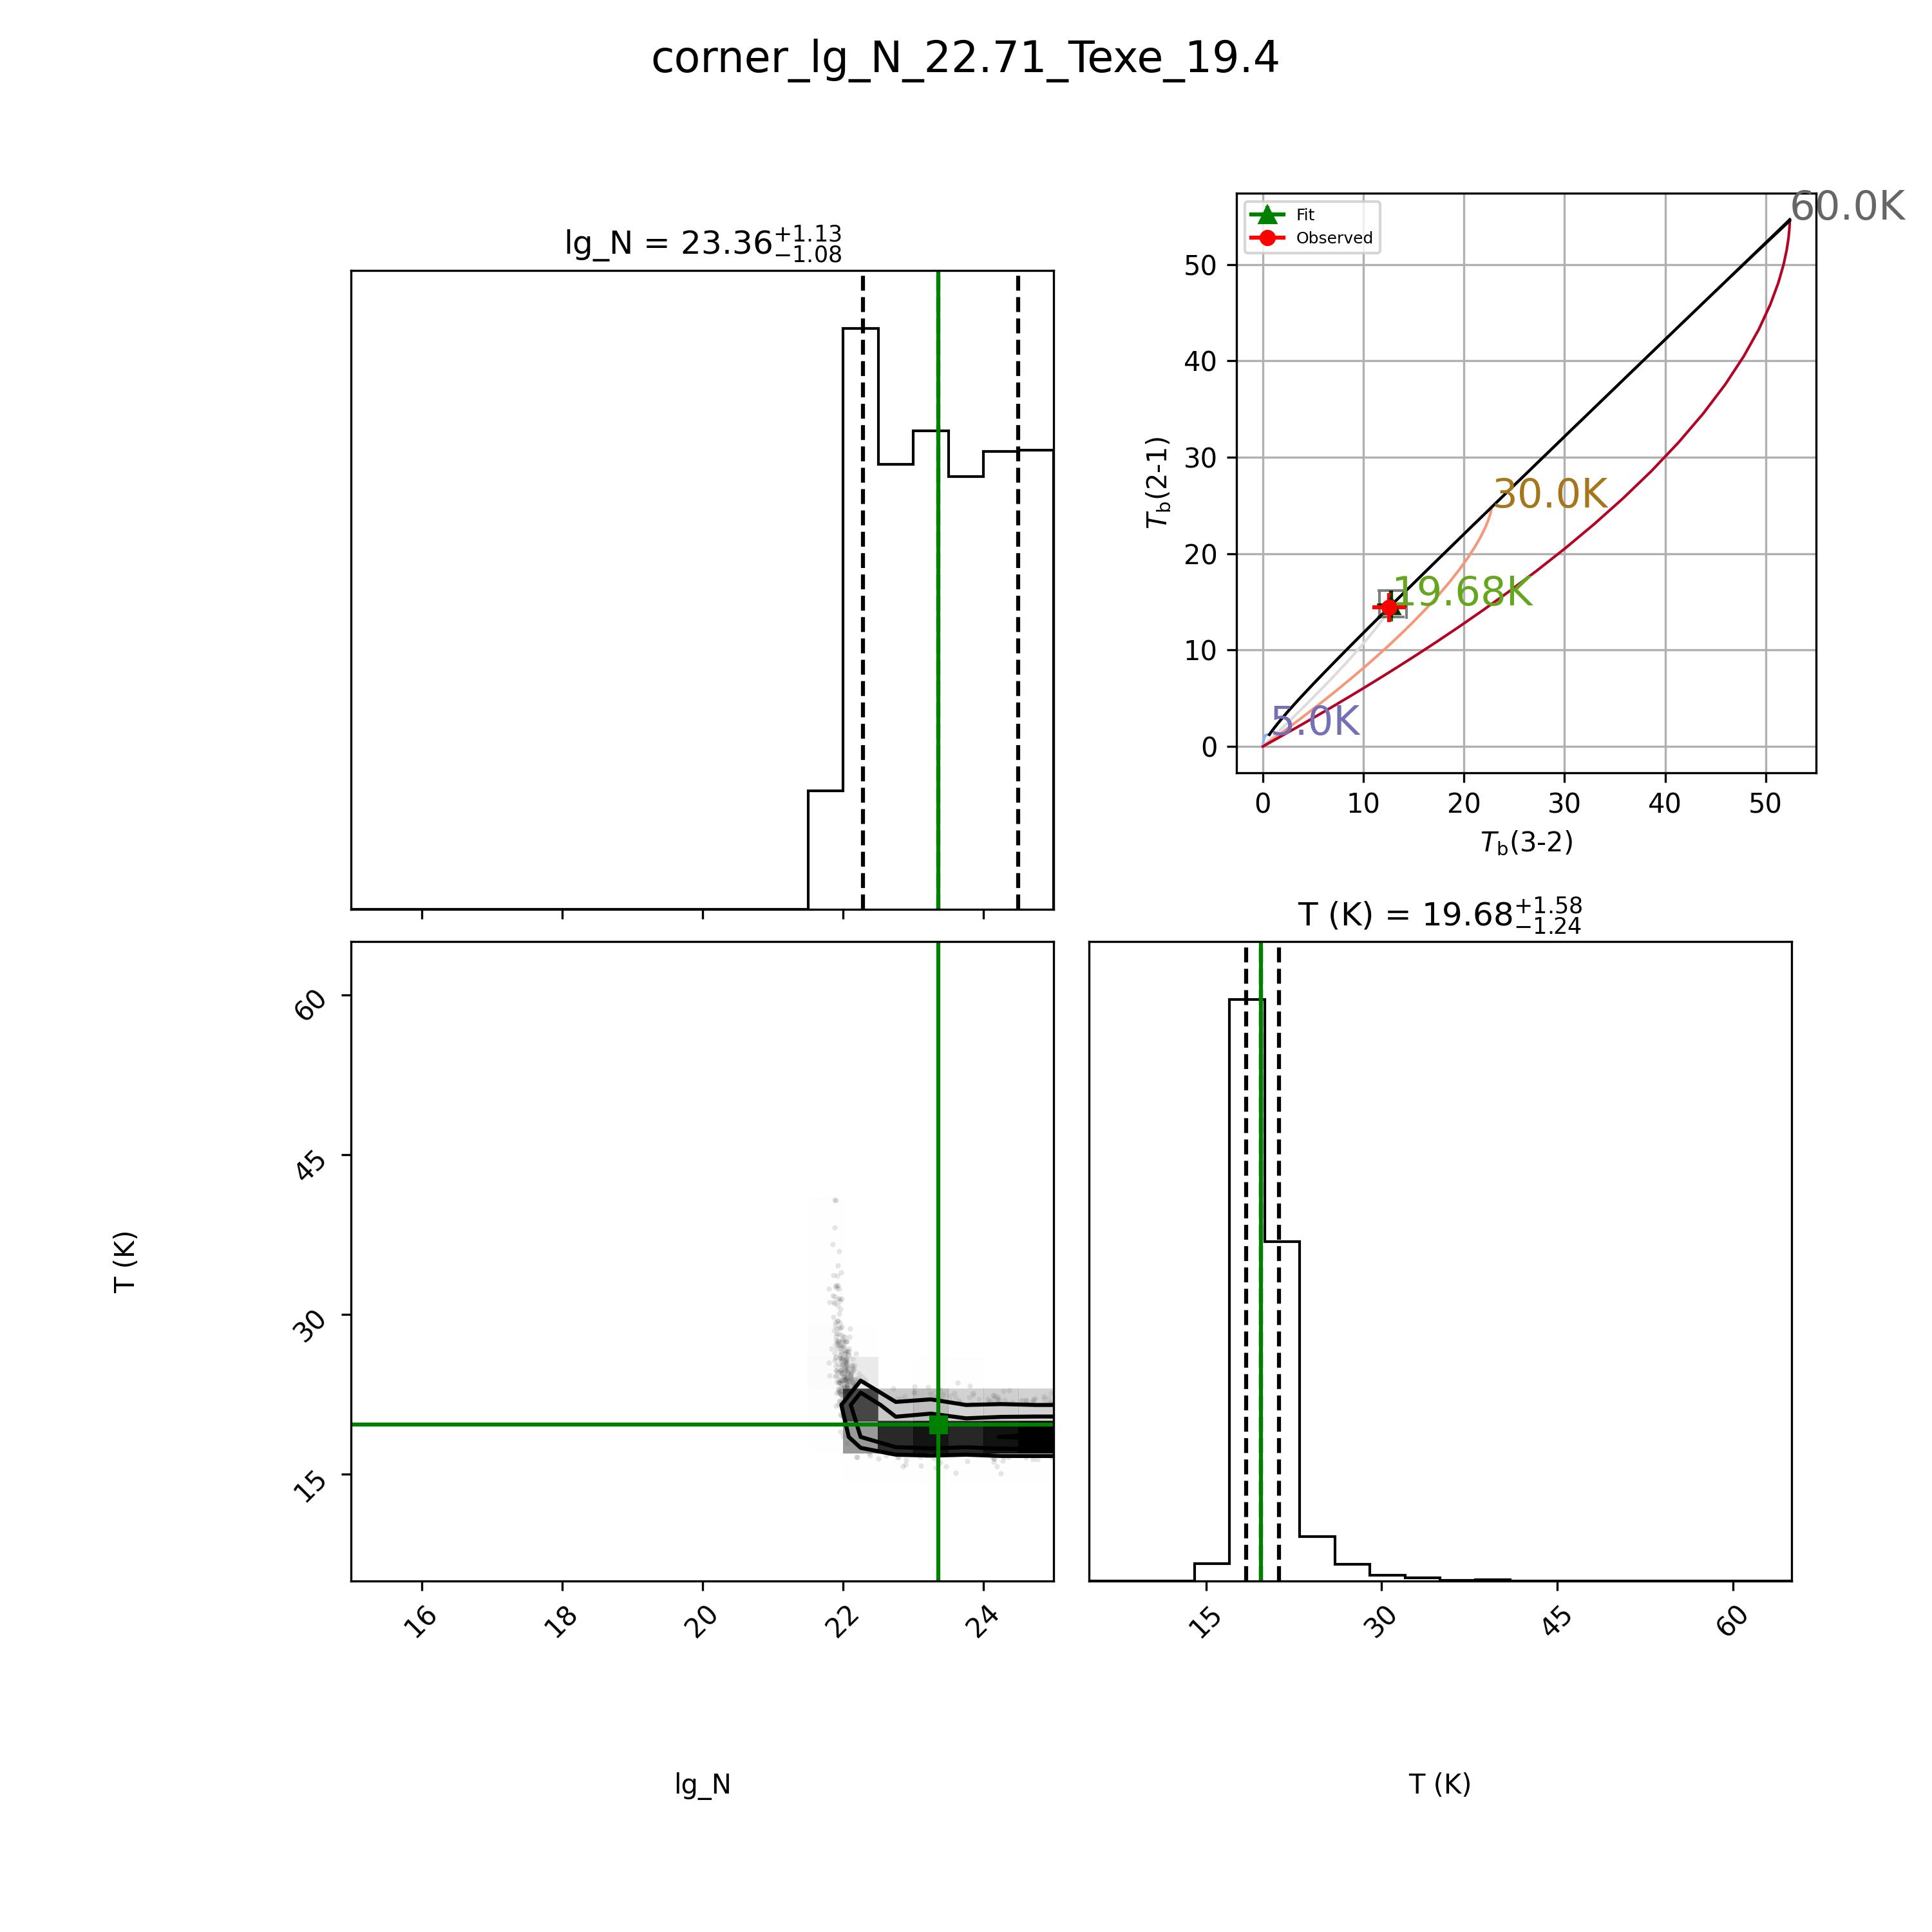 corner_lg_N_22.71_Texe_19.4
lg_N = 23.36+1.13−1.08
60.0K
Fit
Observed
50
40
30
20
10
0
Tb(2-1)
30.0K
19.68K
5.0K
0 10 20 30 40 50
Tb(3-2)
T (K) = 19.68+1.58−1.24
60
45
30
15
T (K)
16 18 20 22 24
lg_N
15 30 45 60
T (K)